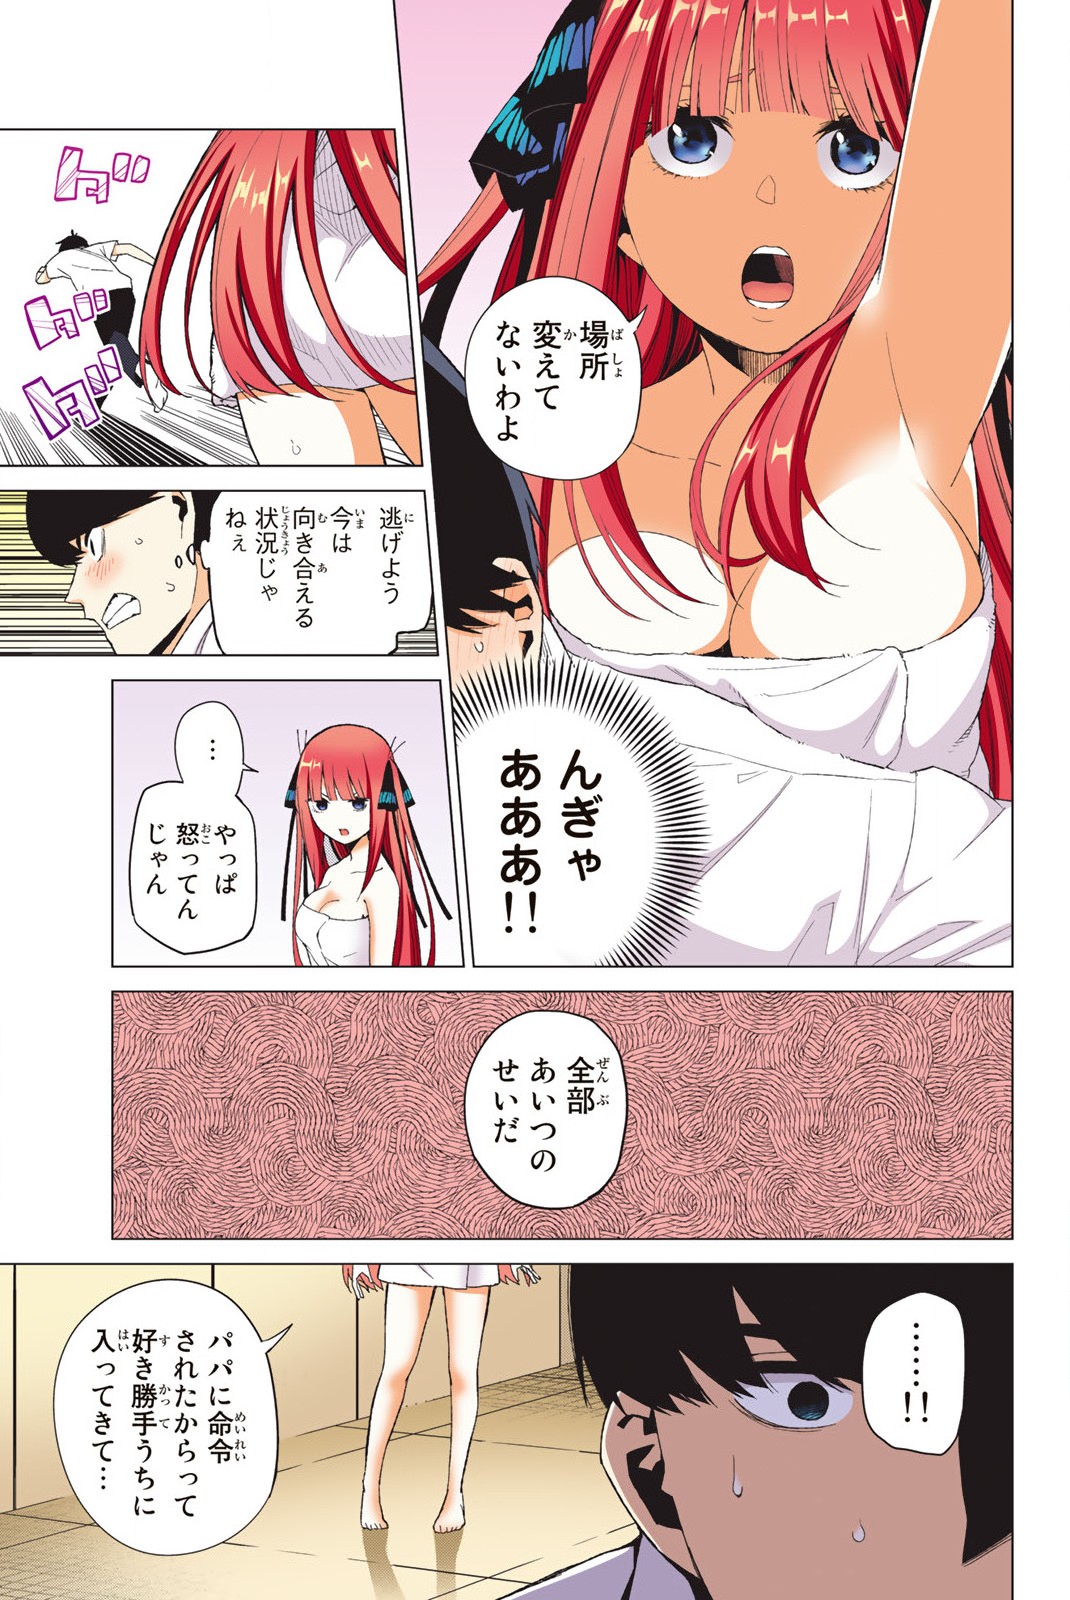 場所
変えて
ないわよ
んぎゃ
あああ!!
ダッ
ダッ
ダッ
逃げよう
今は
向き合える
状況じゃ
ねぇ
…
やっぱ
怒ってん
じゃん
全部
あいつの
せいだ
……!!
パパに命令
されたからって
好き勝手うちに
入ってきて…